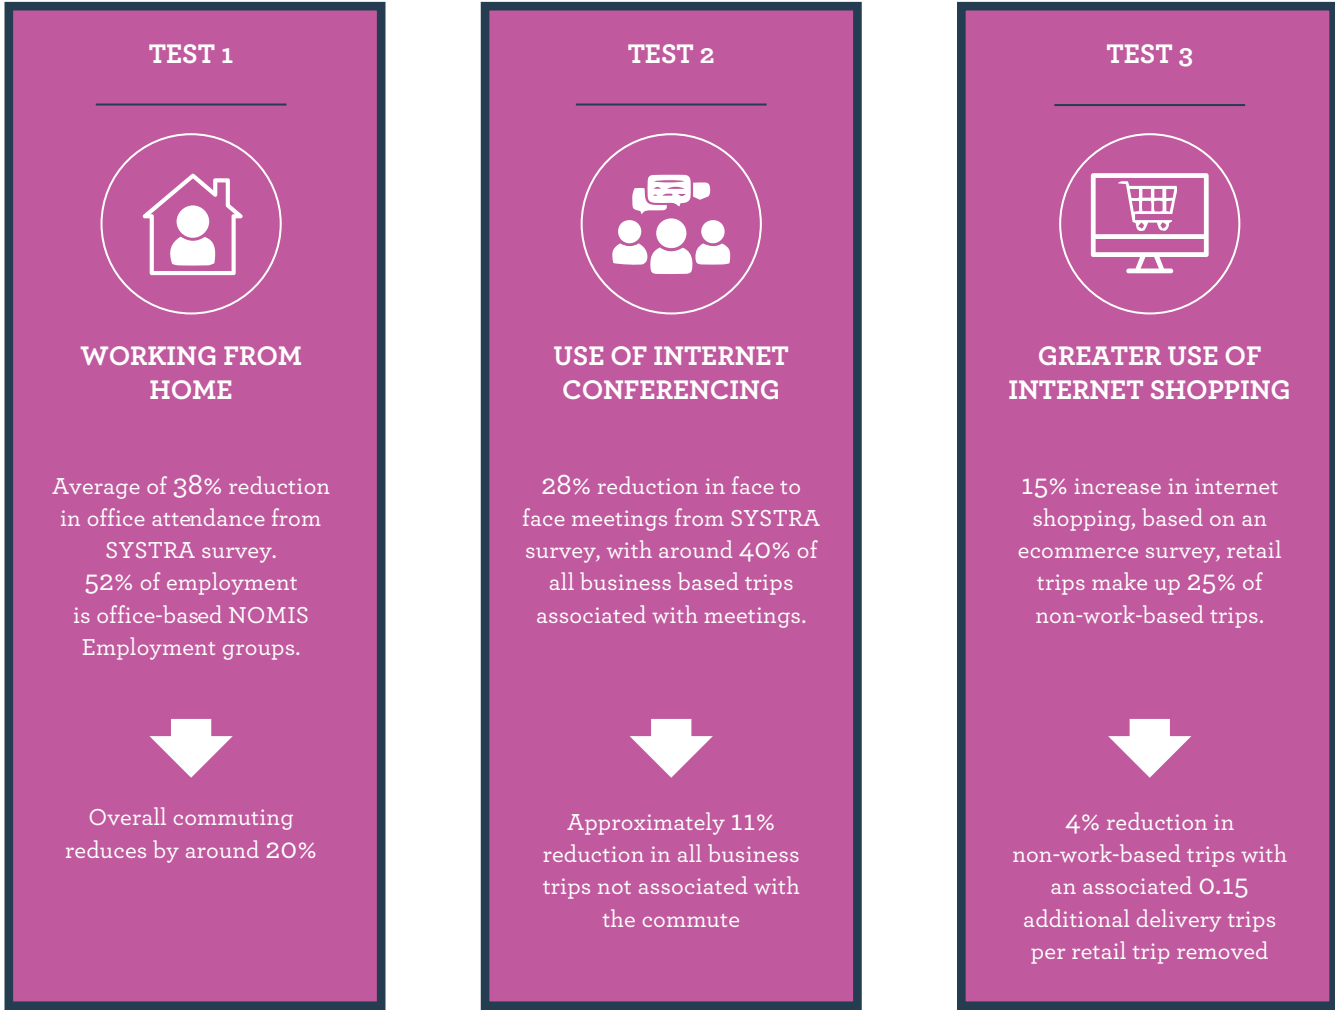 TEST 1
WORKING FROM
HOME
Average of 38% reduction
in office attendance from
SYSTRA survey.
52% of employment
is office-based NOMIS
Employment groups.
Overall commuting
reduces by around 20%
TEST 2
USE OF INTERNET
CONFERENCING
28% reduction in face to
face meetings from SYSTRA
survey, with around 40% of
all business based trips
associated with meetings.
Approximately 11%
reduction in all business
trips not associated with
the commute
TEST 3
GREATER USE OF
INTERNET SHOPPING
15% increase in internet
shopping, based on an
ecommerce survey, retail
trips make up 25% of
non-work-based trips.
4% reduction in
non-work-based trips with
an associated 0.15
additional delivery trips
per retail trip removed